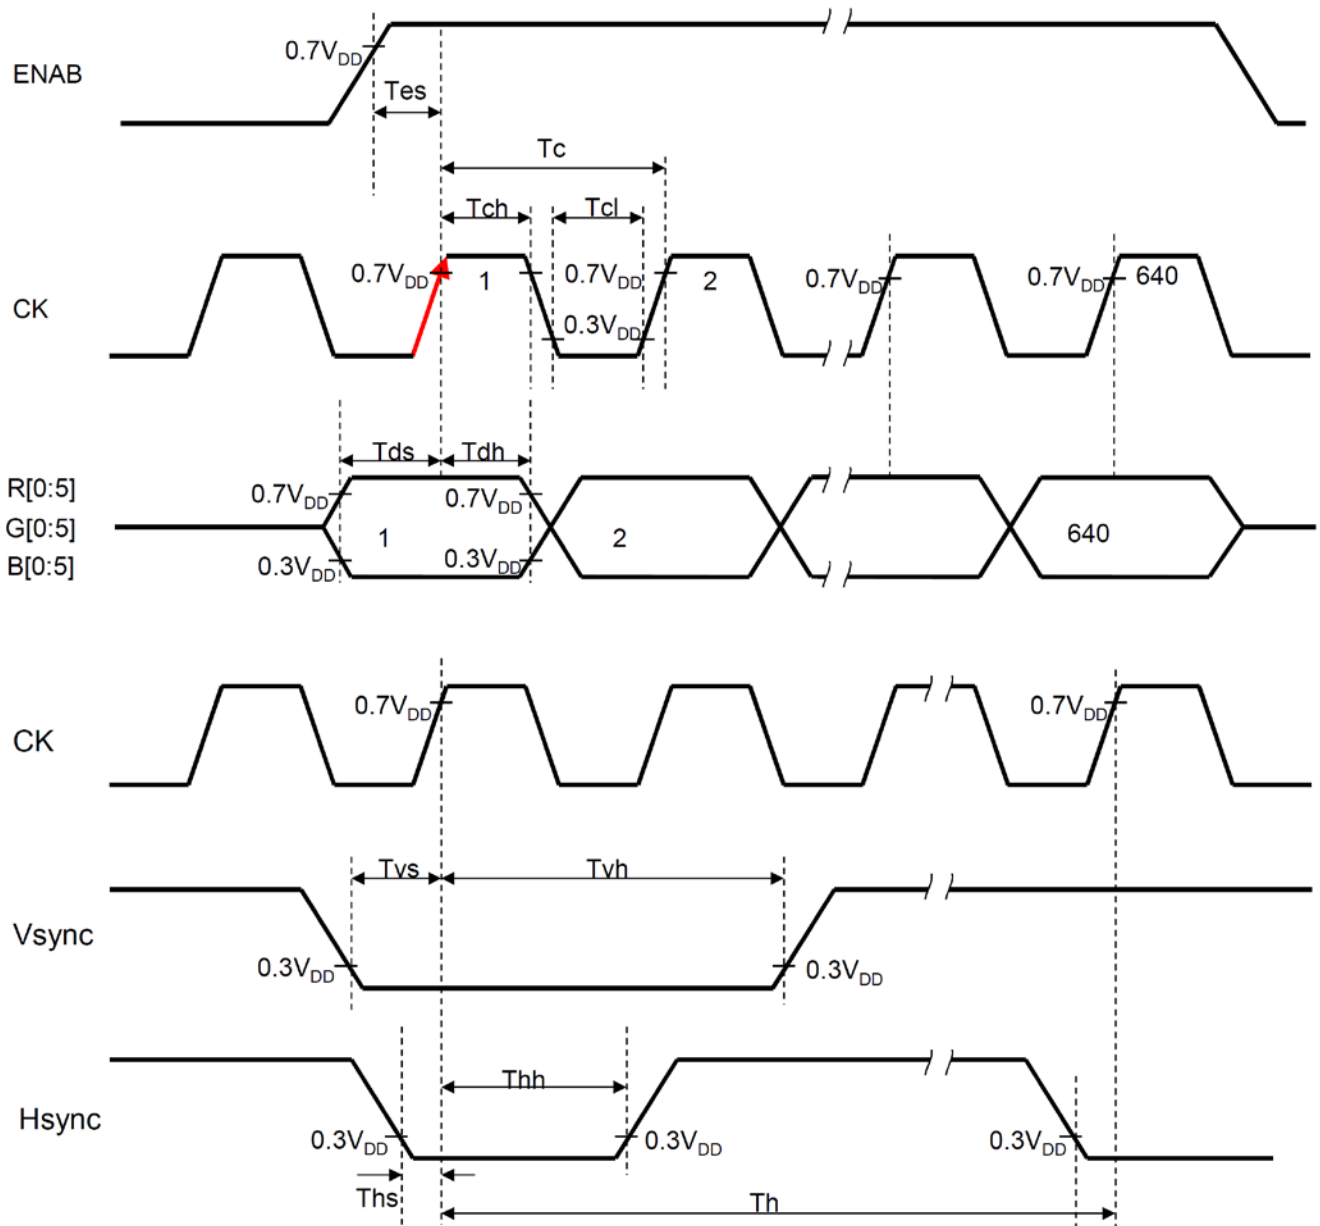 0.7VDD
ENAB
Tes
Tc
Tch
Tcl
0.7VDD
1
0.7VDD
2
0.7VDD
0.7VDD
640
CK
0.3VDD
Tds
Tdh
R[0:5]
0.7VDD
0.7VDD
G[0:5]
1
2
640
B[0:5]
0.3VDD
0.3VDD
0.7VDD
0.7VDD
CK
Tvs
Tvh
Vsync
0.3VDD
0.3VDD
Thh
Hsync
0.3VDD
0.3VDD
0.3VDD
Ths
Th